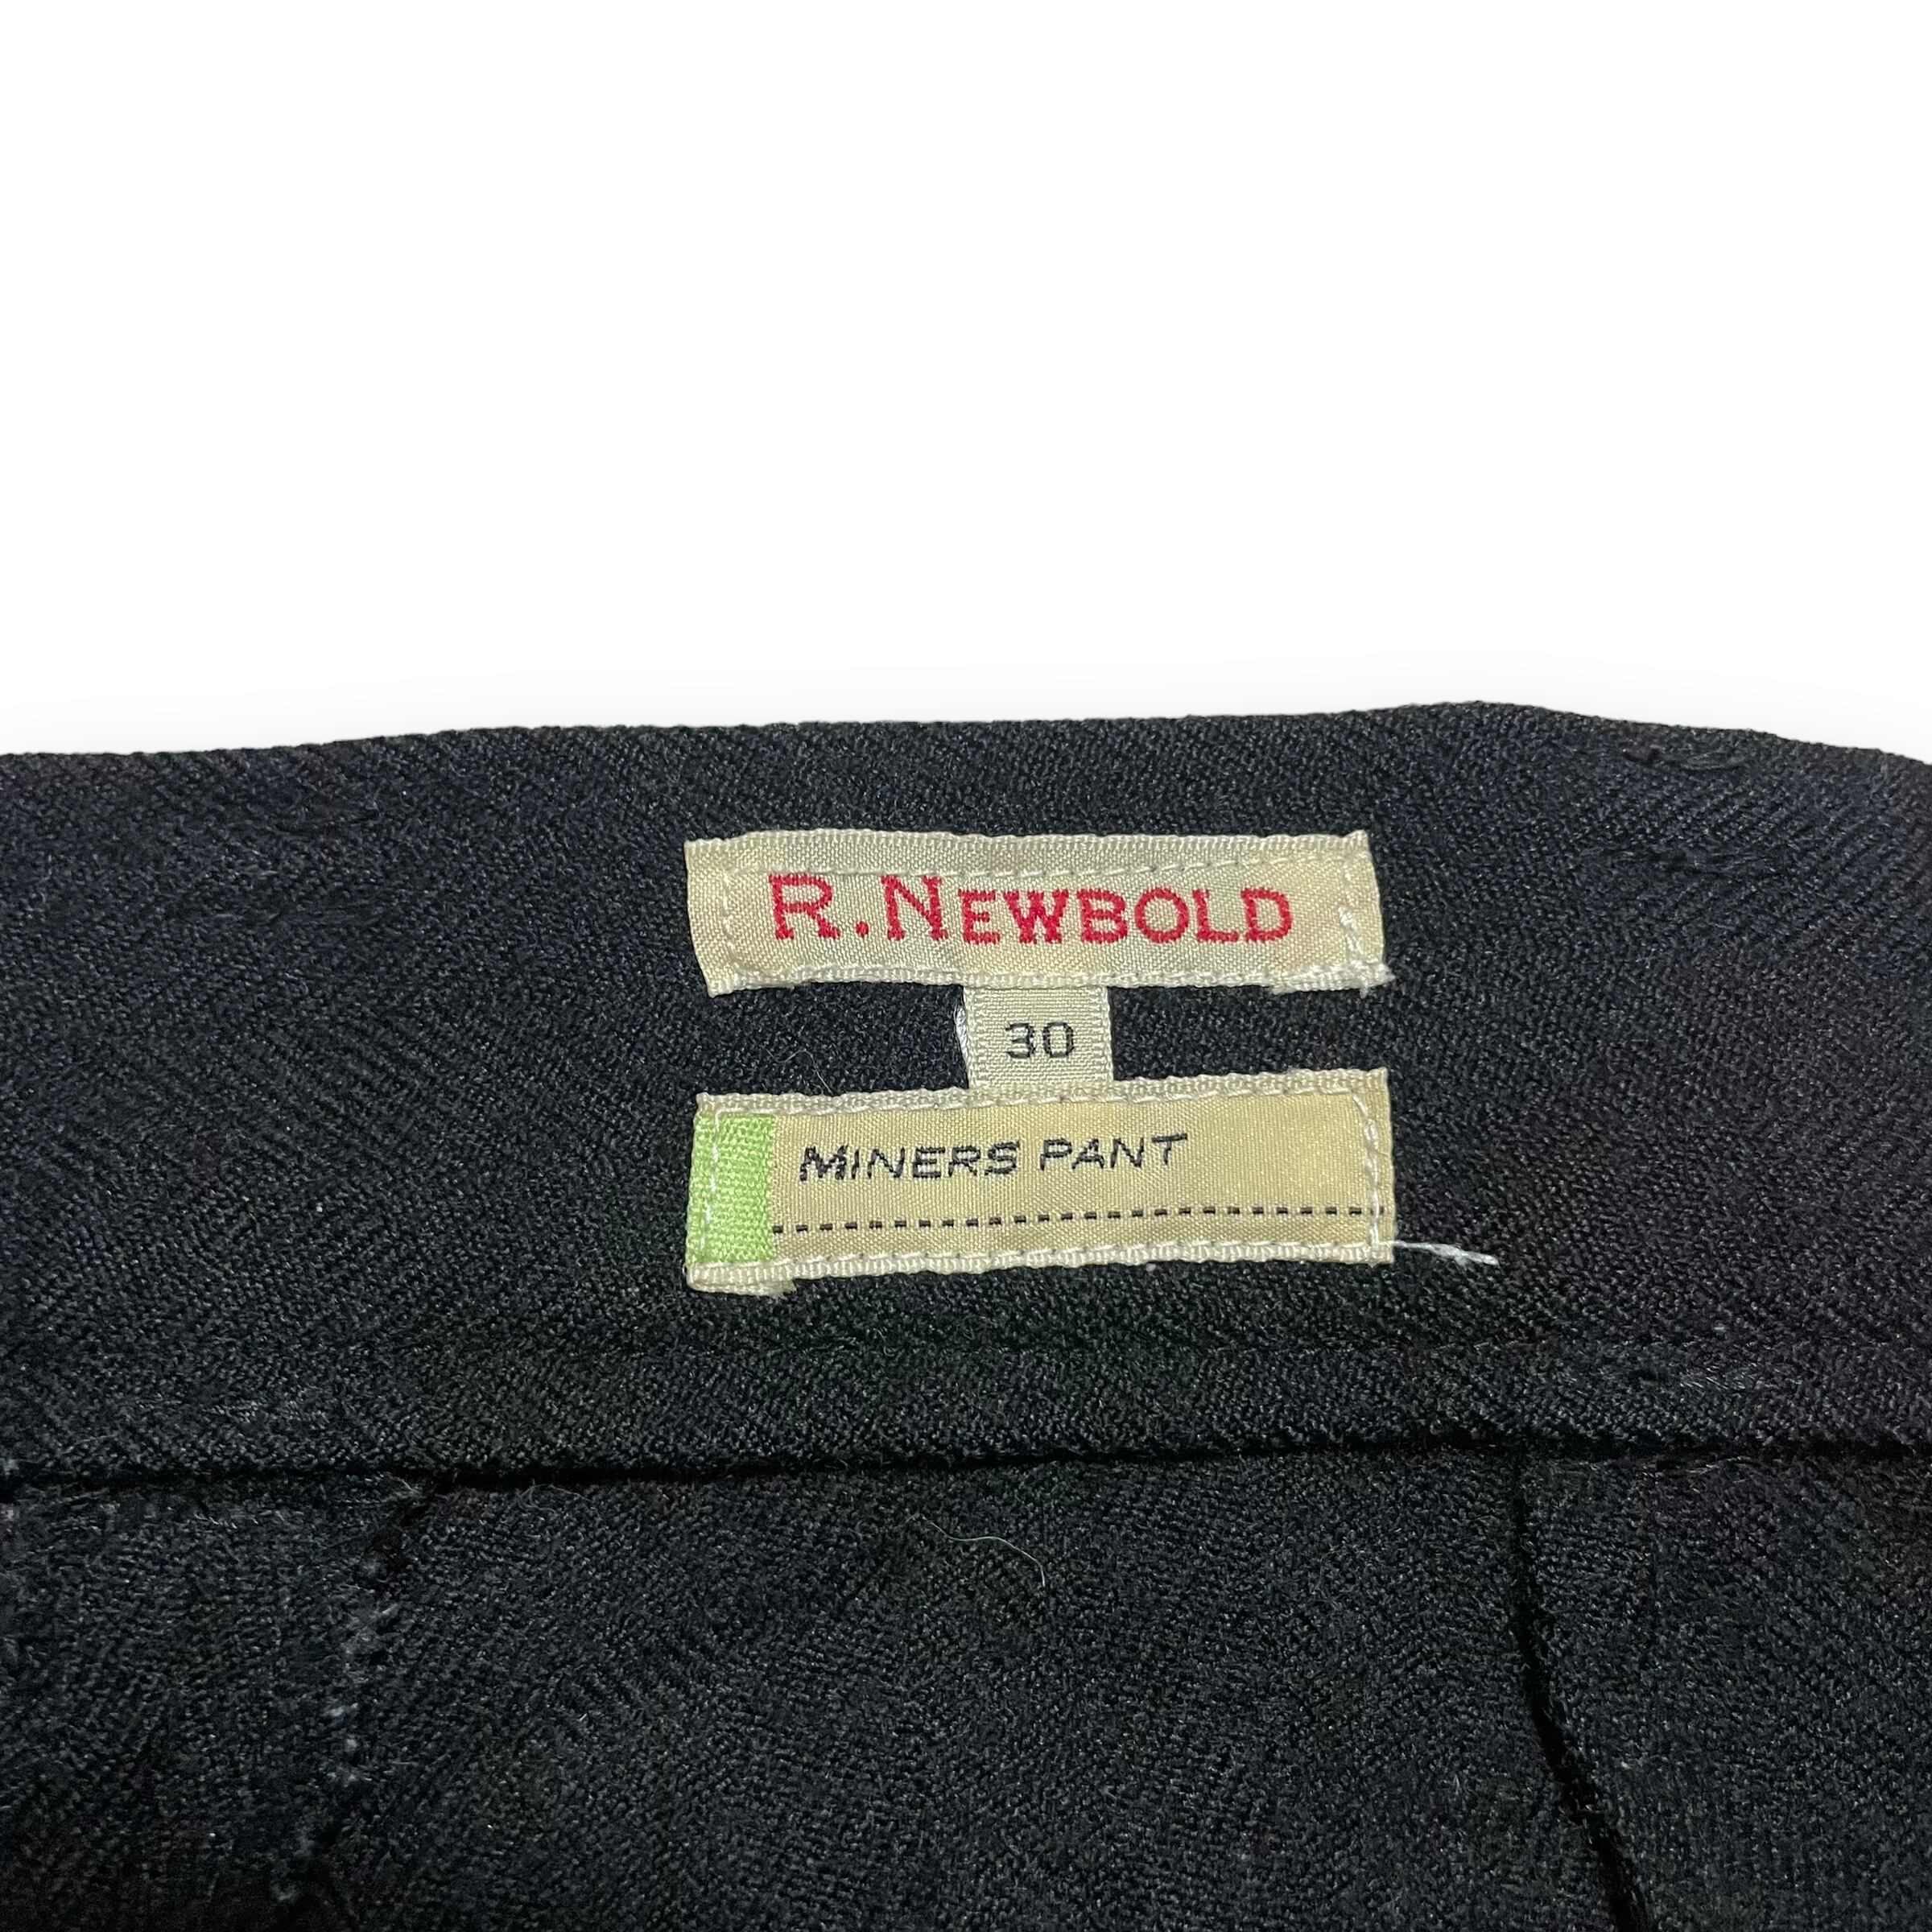 R. NEWBOLD
30
MINERS PANT